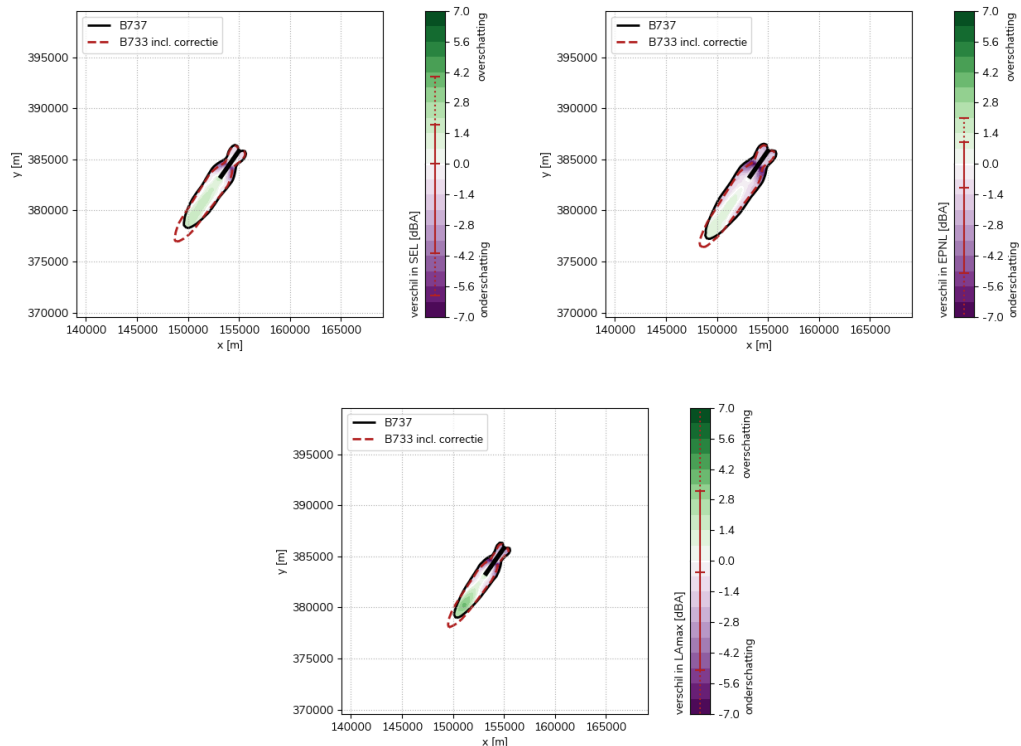 B737
B733 incl. correctie
395000
390000
385000
380000
375000
370000
y [m]
140000 145000 150000 155000 160000 165000
x [m]
7.0
5.6
4.2
2.8
1.4
0.0
-1.4
-2.8
-4.2
-5.6
-7.0
verschil in SEL [dBA]
overschatting
onderschatting
B737
B733 incl. correctie
395000
390000
385000
380000
375000
370000
y [m]
140000 145000 150000 155000 160000 165000
x [m]
7.0
5.6
4.2
2.8
1.4
0.0
-1.4
-2.8
-4.2
-5.6
-7.0
verschil in EPNL [dBA]
overschatting
onderschatting
B737
B733 incl. correctie
395000
390000
385000
380000
375000
370000
y [m]
140000 145000 150000 155000 160000 165000
x [m]
7.0
5.6
4.2
2.8
1.4
0.0
-1.4
-2.8
-4.2
-5.6
-7.0
verschil in LAmax [dBA]
overschatting
onderschatting